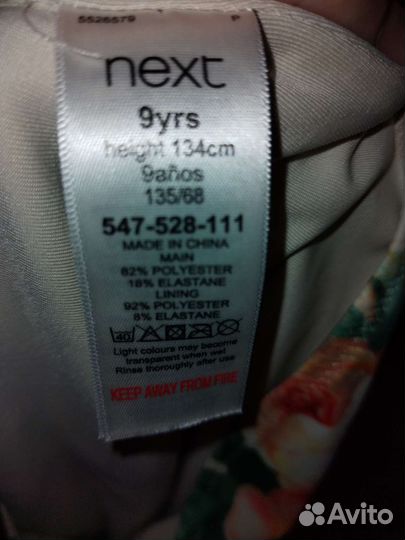 5526579 P
next
9yrs
height 134cm
9años
135/68
547-528-111
MADE IN CHINA
MAIN
82% POLYESTER
18% ELASTANE
LINING
92% POLYESTER
8% ELASTANE
40
Light colours may become
transparent when wet
Rinse thoroughly after use
KEEP AWAY FROM FIRE
Avito